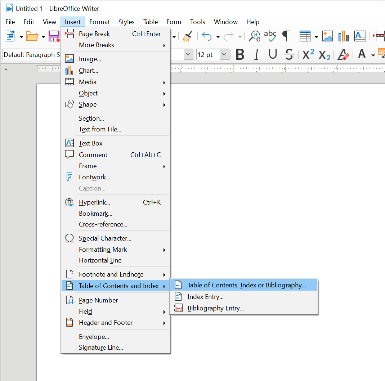 Untitled 1 - LibreOffice Writer
File Edit View Insert Format Styles Table Form Tools Window Help
Default Paragraph S
12 pt
Page Break Ctrl+Enter
More Breaks
Image...
Chart...
Media
Object
Shape
Section...
Text from File...
Text Box
Comment Ctrl+Alt+C
Frame
Fontwork...
Caption...
Hyperlink... Ctrl+K
Bookmark...
Cross-reference...
Special Character...
Formatting Mark
Horizontal Line
Footnote and Endnote
Table of Contents and Index
Table of Contents, Index or Bibliography...
Index Entry...
Bibliography Entry...
Page Number
Field
Header and Footer
Envelope...
Signature Line...